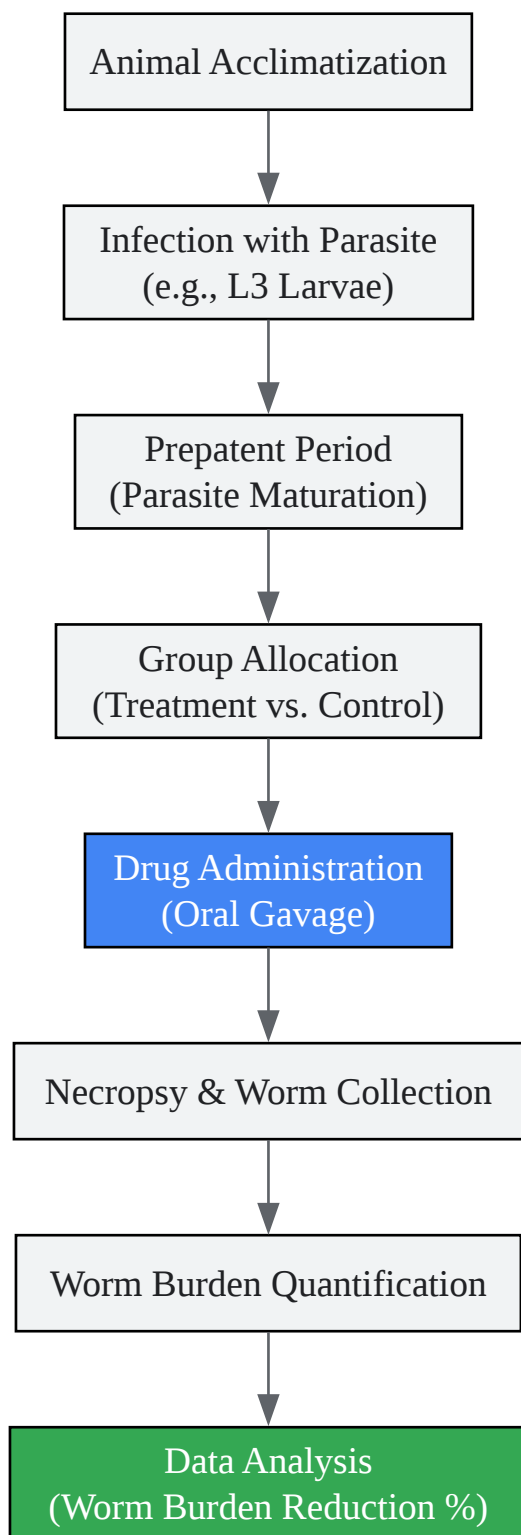 Animal Acclimatization
Infection with Parasite
(e.g., L3 Larvae)
Prepatent Period
(Parasite Maturation)
Group Allocation
(Treatment vs. Control)
Drug Administration
(Oral Gavage)
Necropsy & Worm Collection
Worm Burden Quantification
Data Analysis
(Worm Burden Reduction %)